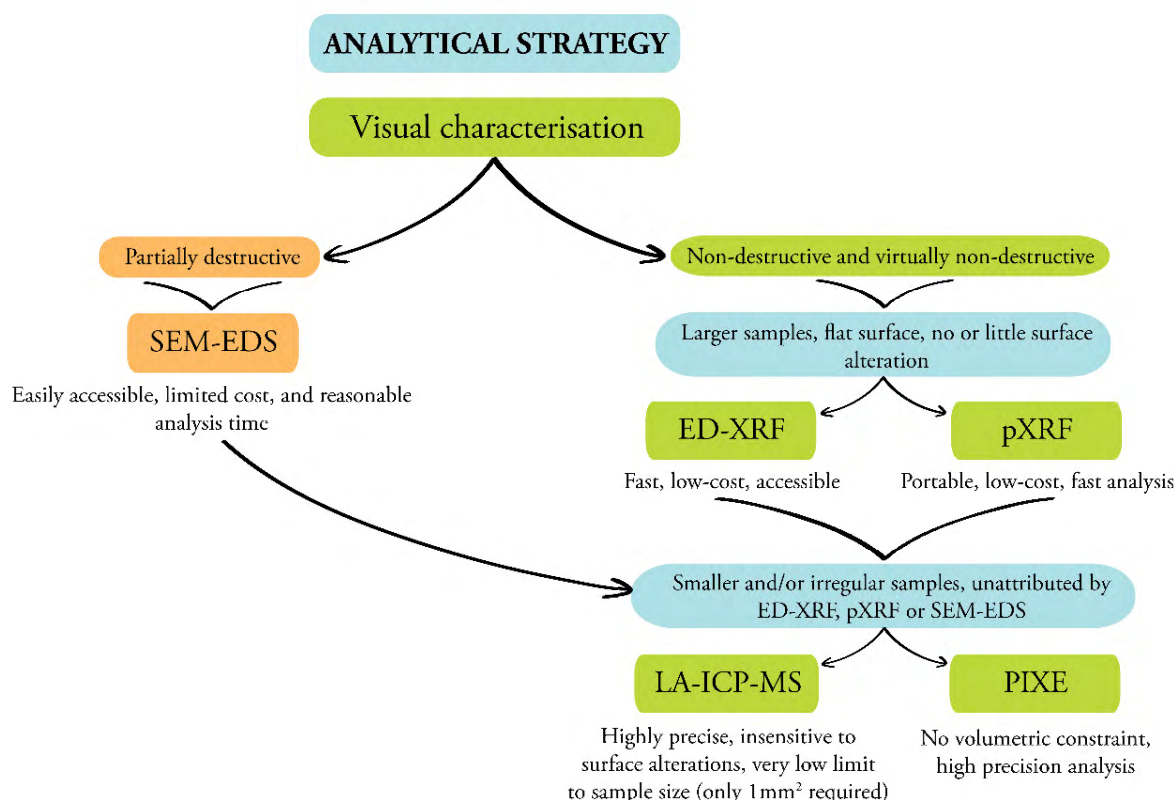 ANALYTICAL STRATEGY
Visual characterisation
Partially destructive
Non-destructive and virtually non-destructive
SEM-EDS
Easily accessible, limited cost, and reasonable
analysis time
Larger samples, flat surface, no or little surface
alteration
ED-XRF
pXRF
Fast, low-cost, accessible
Portable, low-cost, fast analysis
Smaller and/or irregular samples, unattributed by
ED-XRF, pXRF or SEM-EDS
LA-ICP-MS
PIXE
Highly precise, insensitive to
surface alterations, very low limit
to sample size (only 1mm² required)
No volumetric constraint,
high precision analysis